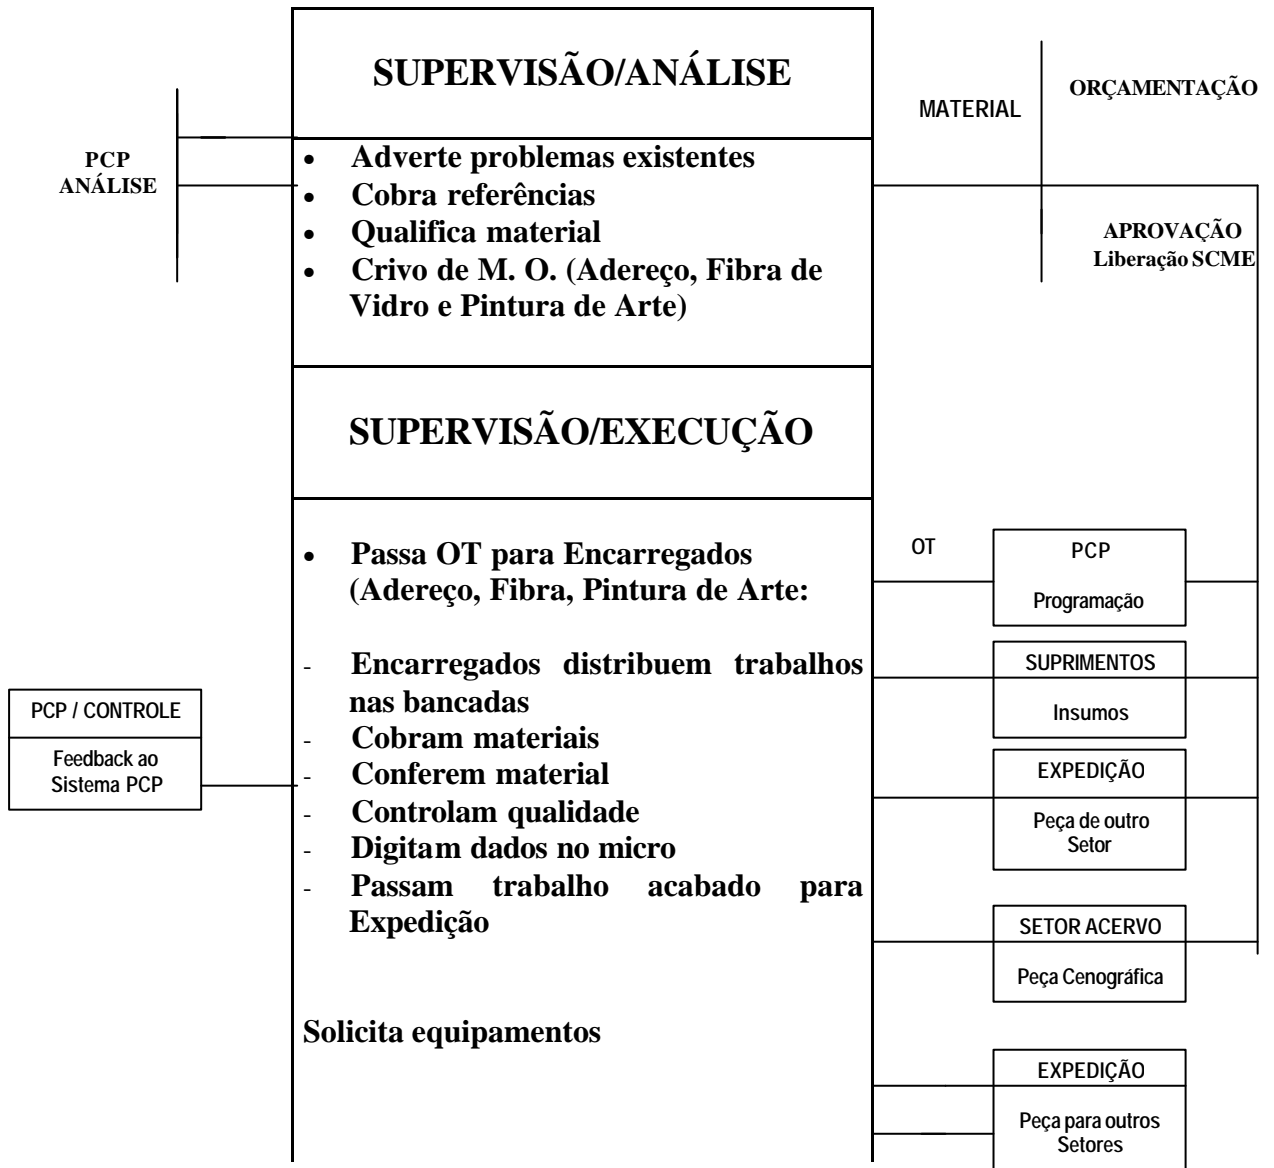 SUPERVISÃO/ANÁLISE
MATERIAL
ORÇAMENTAÇÃO
PCP
ANÁLISE
• Adverte problemas existentes
• Cobra referências
• Qualifica material
• Crivo de M. O. (Adereço, Fibra de
Vidro e Pintura de Arte)
APROVAÇÃO
Liberação SCME
SUPERVISÃO/EXECUÇÃO
• Passa OT para Encarregados
(Adereço, Fibra, Pintura de Arte:
- Encarregados distribuem trabalhos
nas bancadas
- Cobram materiais
- Conferem material
- Controlam qualidade
- Digitam dados no micro
- Passam trabalho acabado para
Expedição
Solicita equipamentos
PCP / CONTROLE
Feedback ao
Sistema PCP
OT
PCP
Programação
SUPRIMENTOS
Insumos
EXPEDIÇÃO
Peça de outro
Setor
SETOR ACERVO
Peça Cenográfica
EXPEDIÇÃO
Peça para outros
Setores